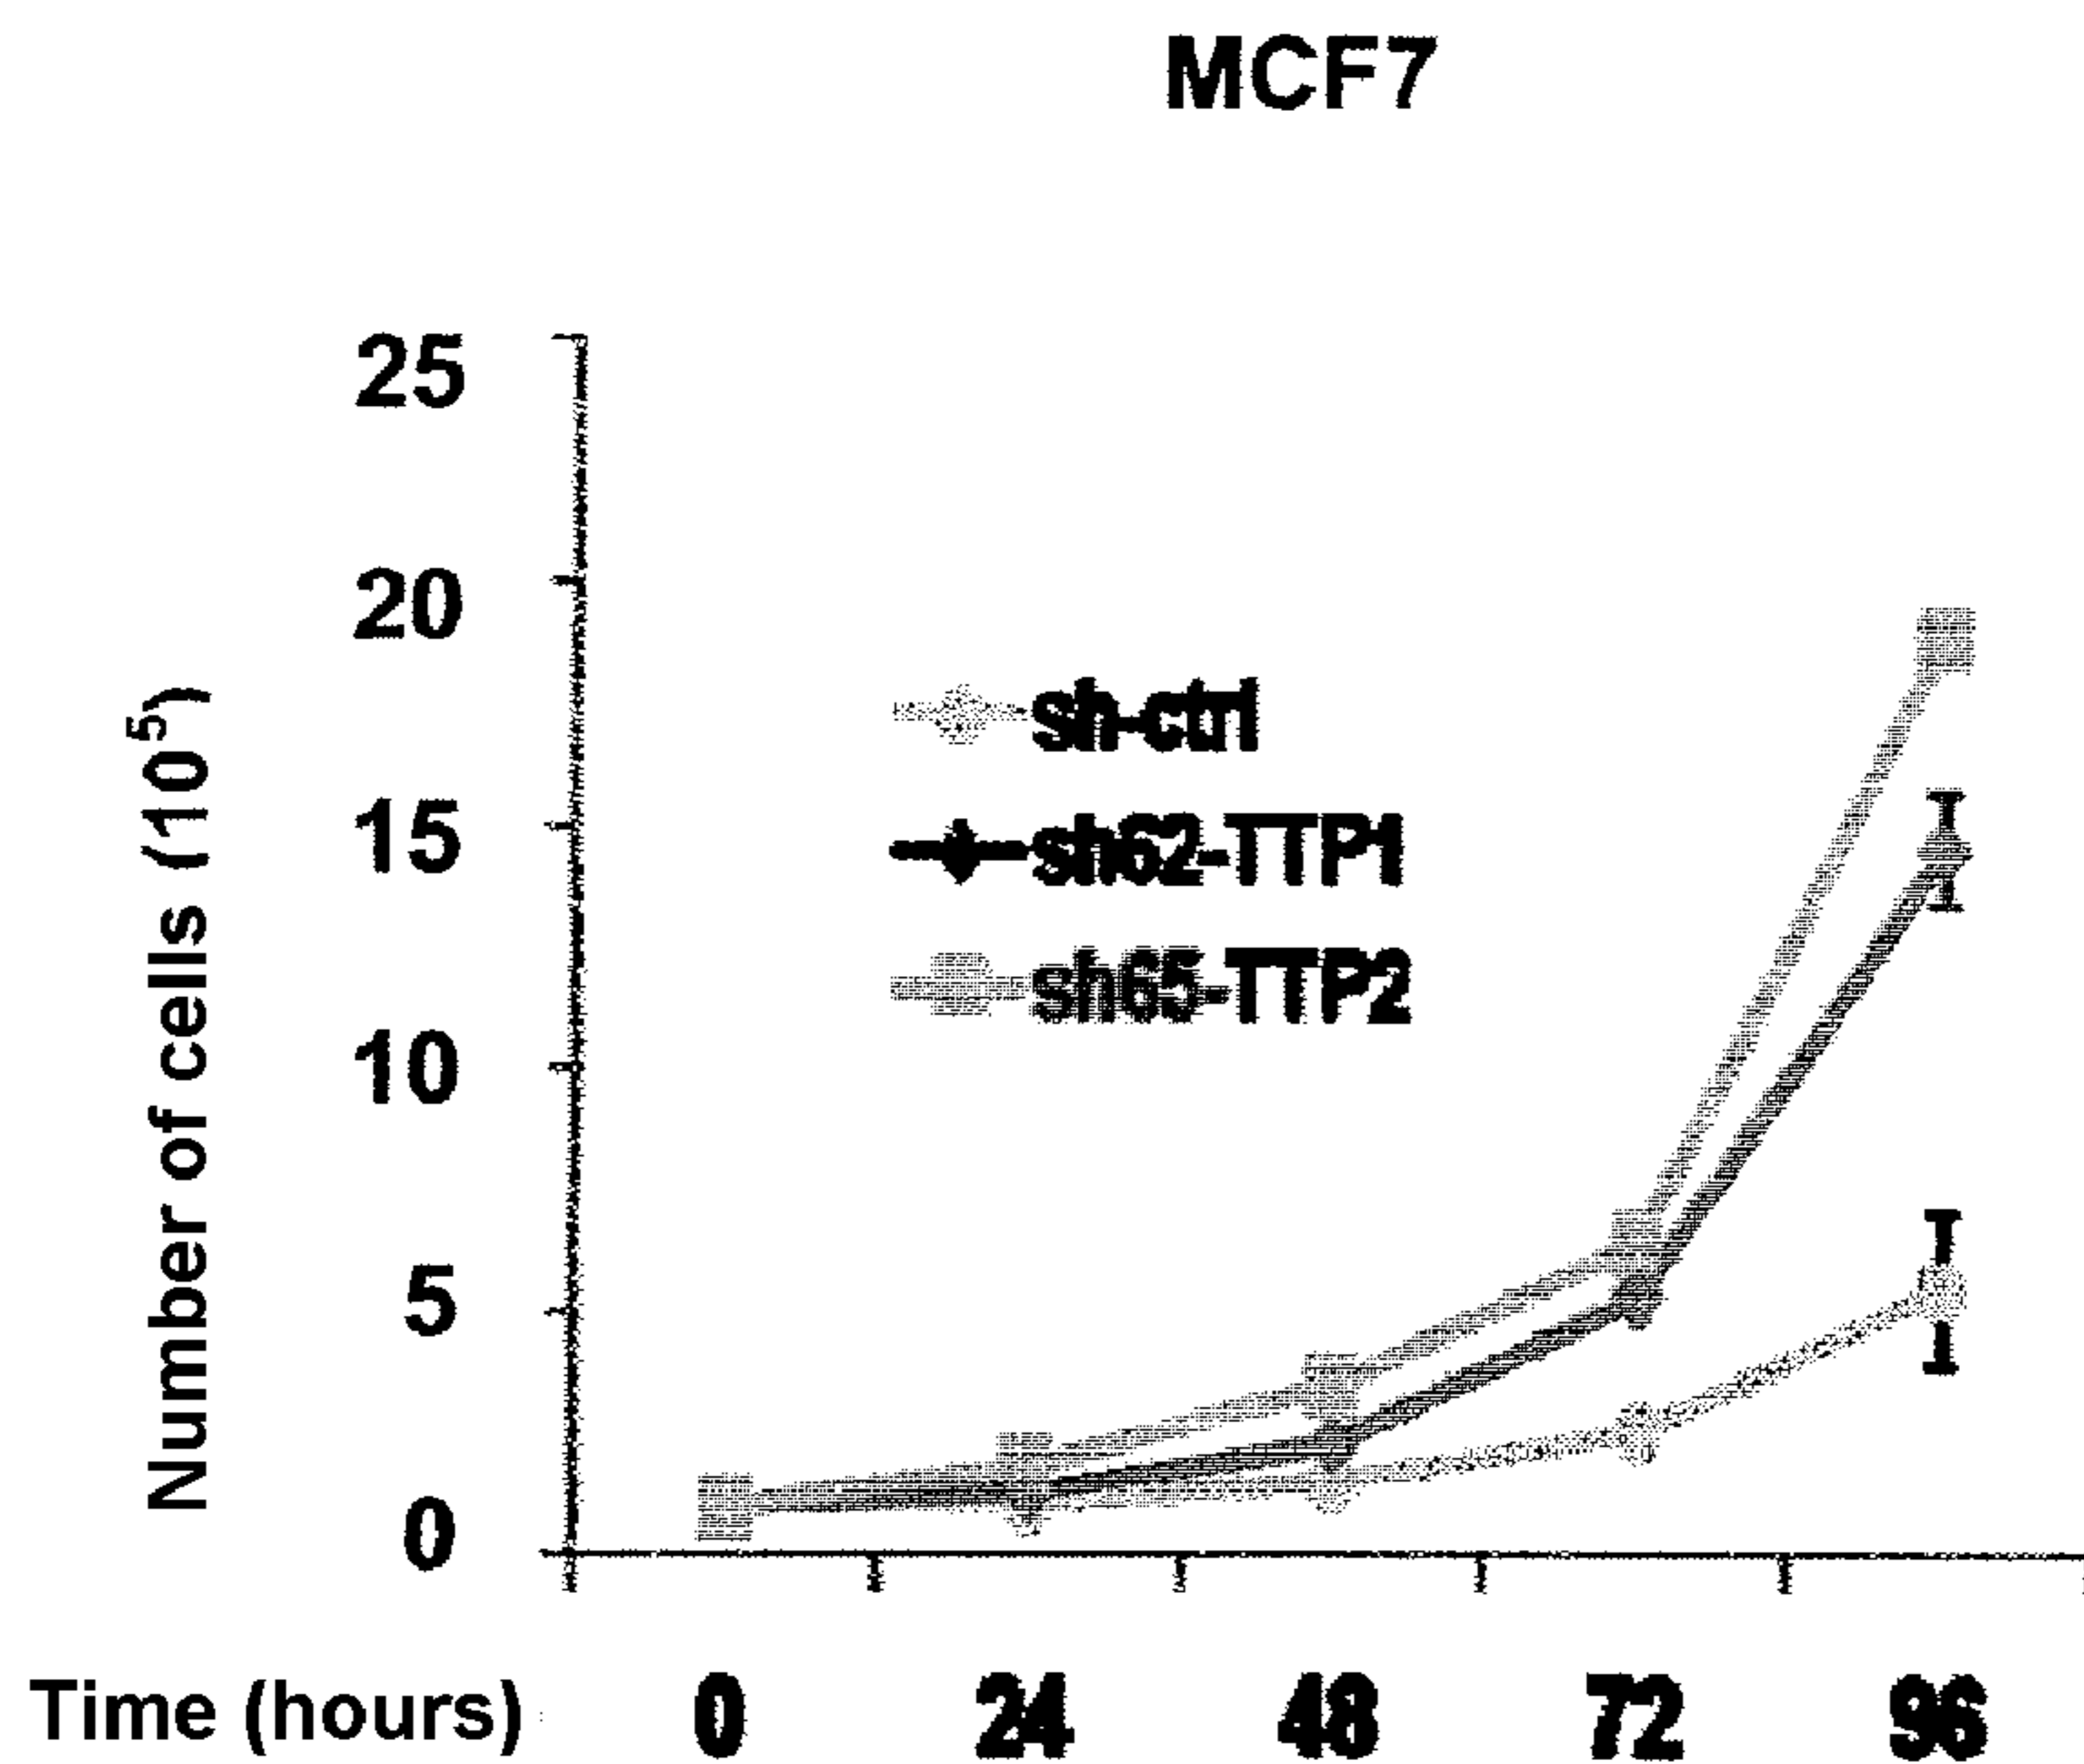 MCF7
25
20
15
10
5
0
Number of cells (10⁵)
sh-ctrl
sh62-TTP1
sh65-TTP2
Time (hours) 0 24 48 72 96